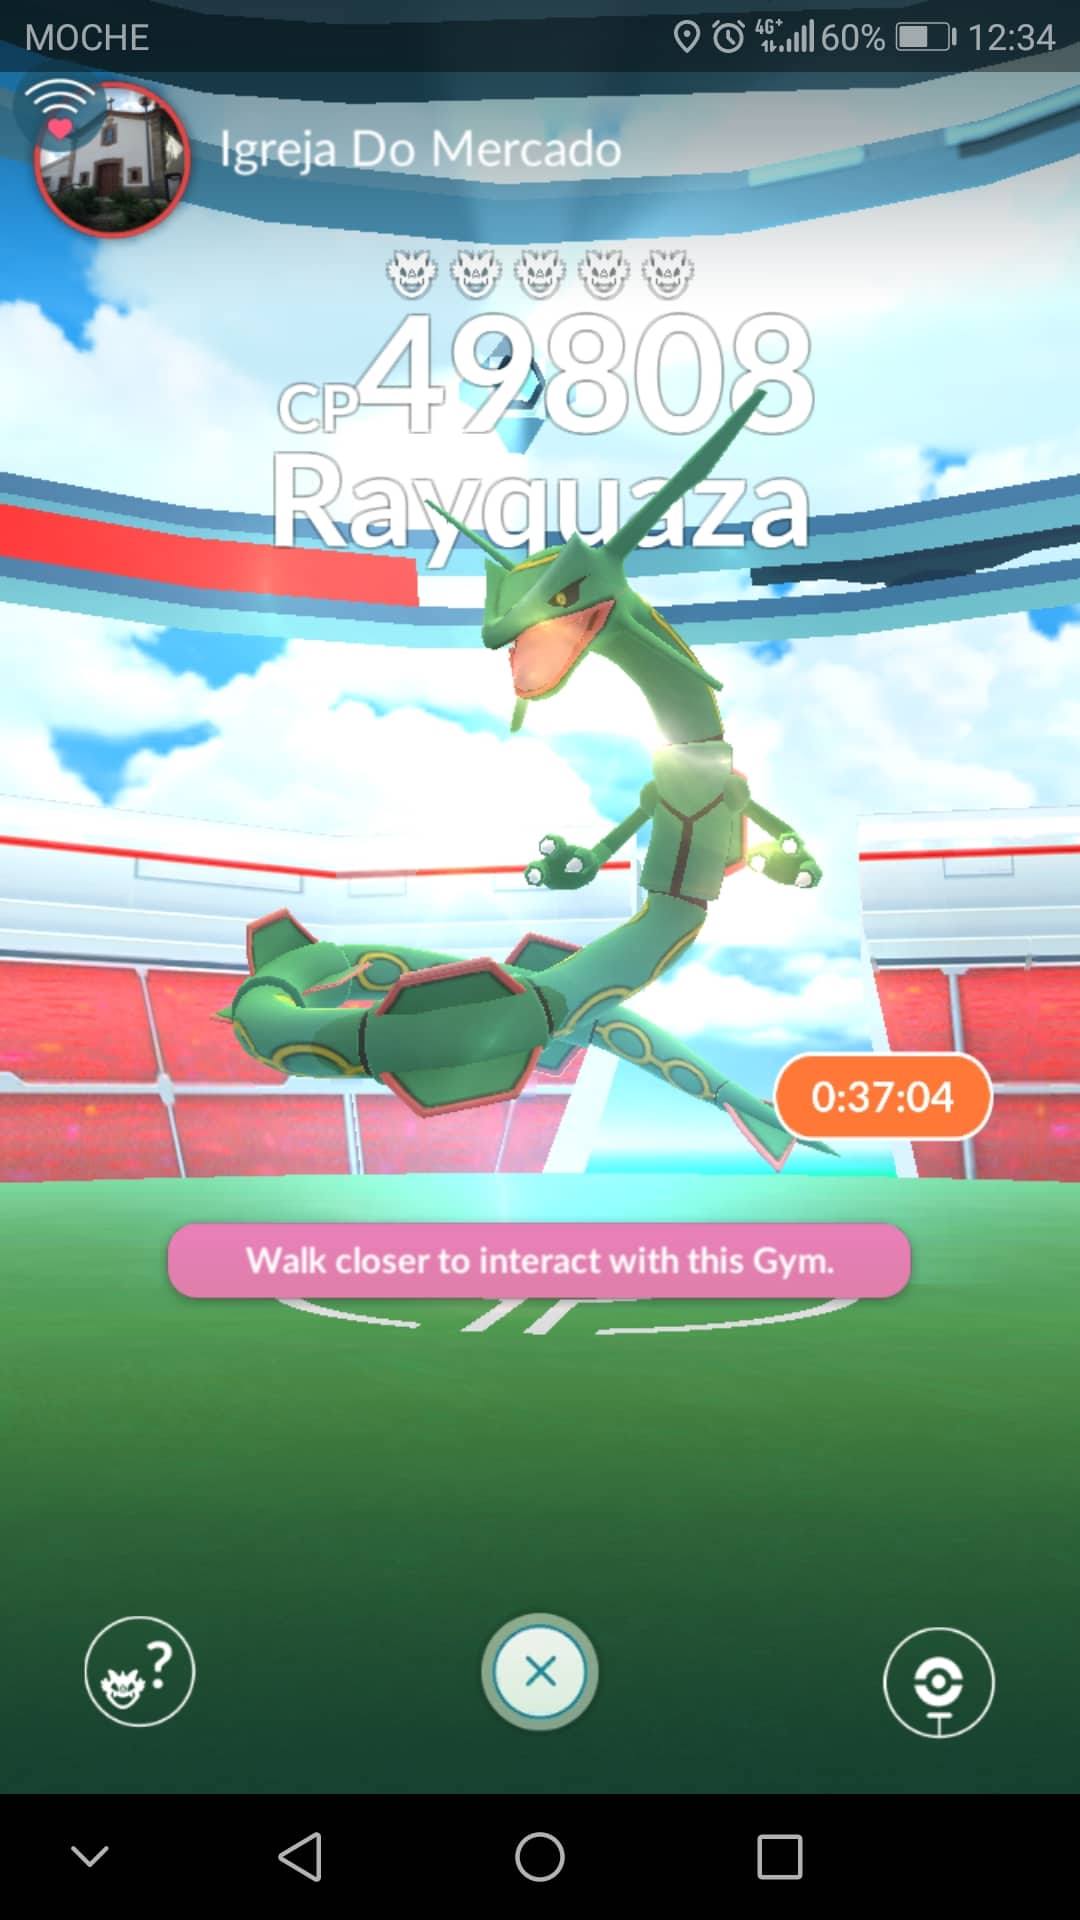 MOCHE 4G+ 60% 12:34
Igreja Do Mercado
CP49808
Rayquaza
0:37:04
Walk closer to interact with this Gym.
?